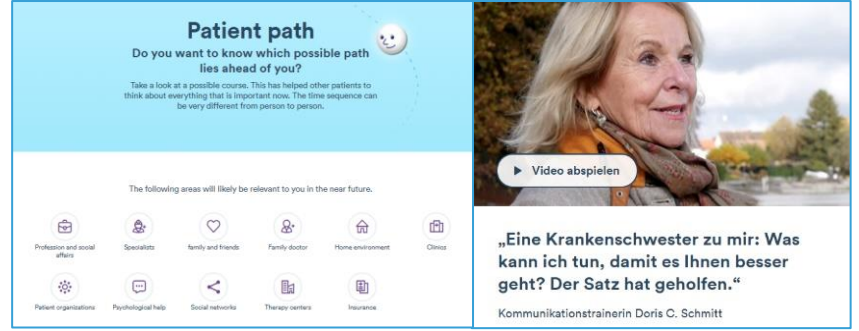 Patient path
Do you want to know which possible path
lies ahead of you?
Take a look at a possible course. This has helped other patients to
think about everything that is important now. The time sequence can
be very different from person to person.
The following areas will likely be relevant to you in the near future.
Profession and social
affairs
Specialists
family and friends
Family doctor
Home environment
Clinics
Patient organizations
Psychological help
Social networks
Therapy centers
Insurance
Video abspielen
„Eine Krankenschwester zu mir: Was
kann ich tun, damit es Ihnen besser
geht? Der Satz hat geholfen.“
Kommunikationstrainerin Doris C. Schmitt